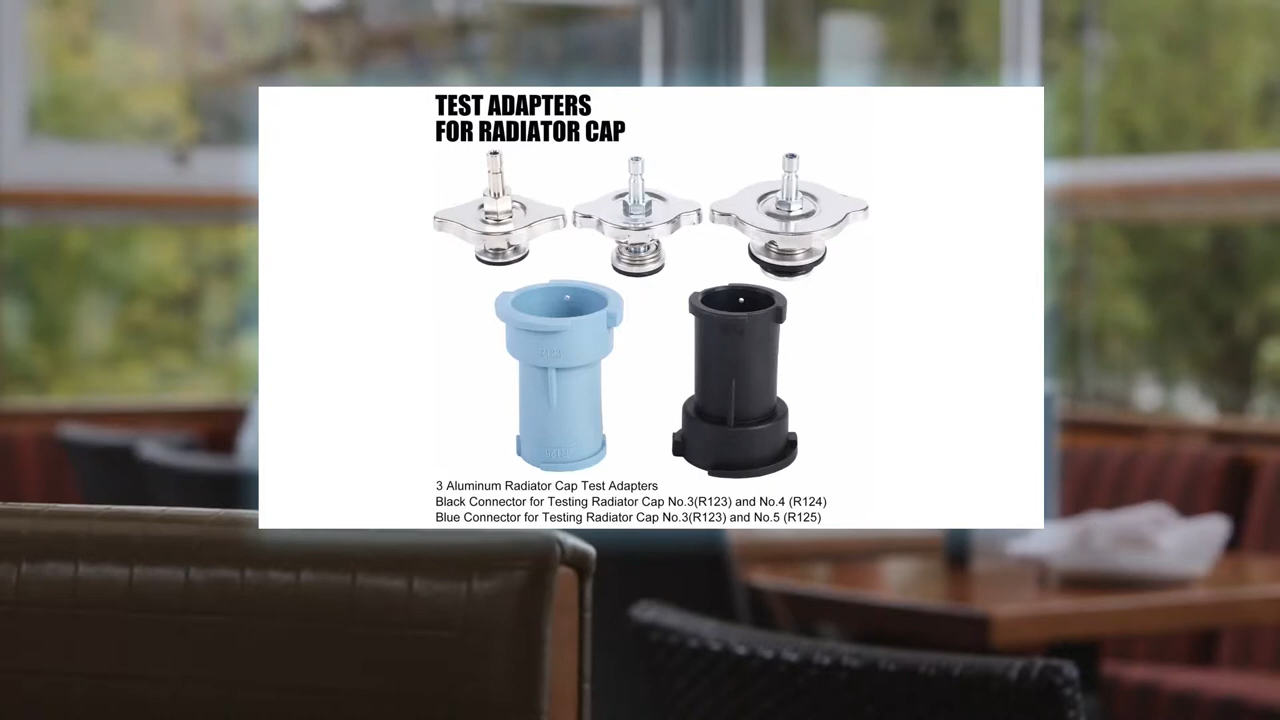 TEST ADAPTERS
FOR RADIATOR CAP
R123
3 Aluminum Radiator Cap Test Adapters
Black Connector for Testing Radiator Cap No.3(R123) and No.4 (R124)
Blue Connector for Testing Radiator Cap No.3(R123) and No.5 (R125)